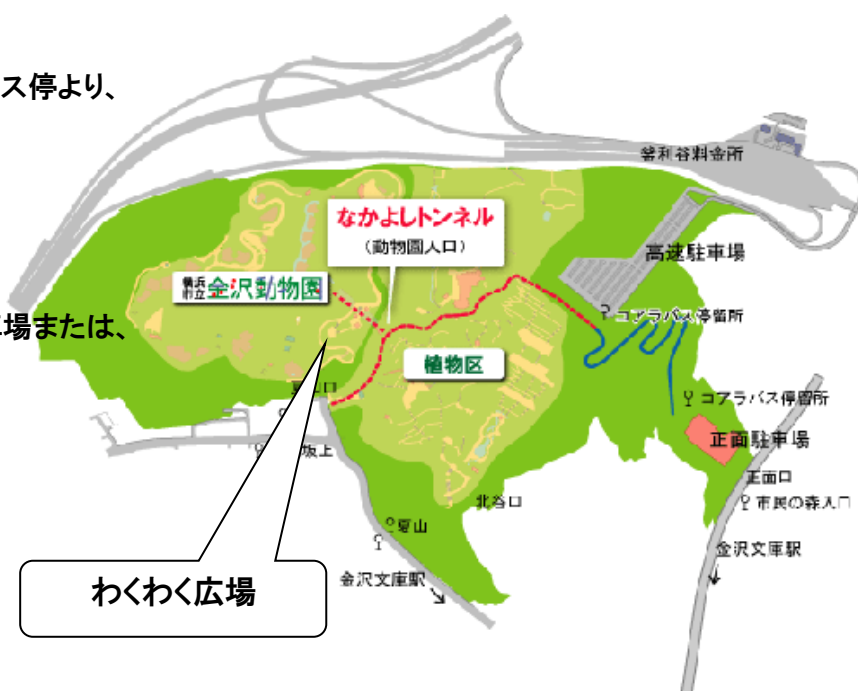 ス停より、
釜利谷料金所
なかよしトンネル
(動物園入口)
高速駐車場
横浜市立金沢動物園
コアラバス停留所
場または、
植物区
コアラバス停留所
正面駐車場
坂上
正面口
北谷口
市民の森入口
夏山
金沢文庫駅
金沢文庫駅
わくわく広場